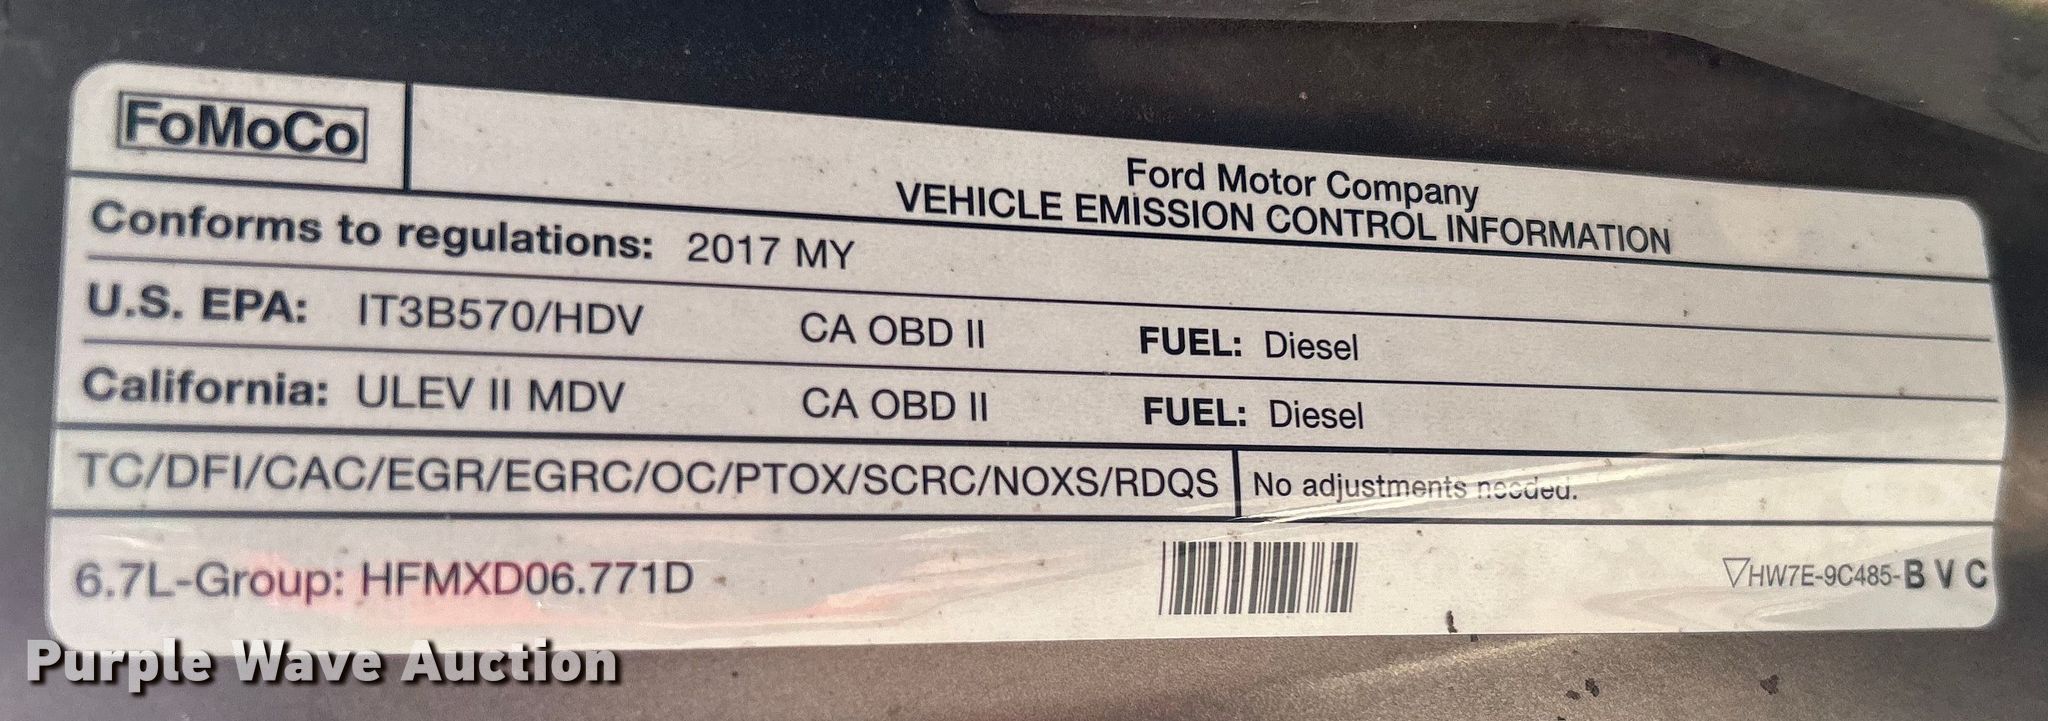 FoMoCo
Ford Motor Company
VEHICLE EMISSION CONTROL INFORMATION
Conforms to regulations: 2017 MY
U.S. EPA: IT3B570/HDV CA OBD II FUEL: Diesel
California: ULEV II MDV CA OBD II FUEL: Diesel
TC/DFI/CAC/EGR/EGRC/OC/PTOX/SCRC/NOXS/RDQS No adjustments needed.
6.7L-Group: HFMXD06.771D HW7E-9C485-B V C
Purple Wave Auction